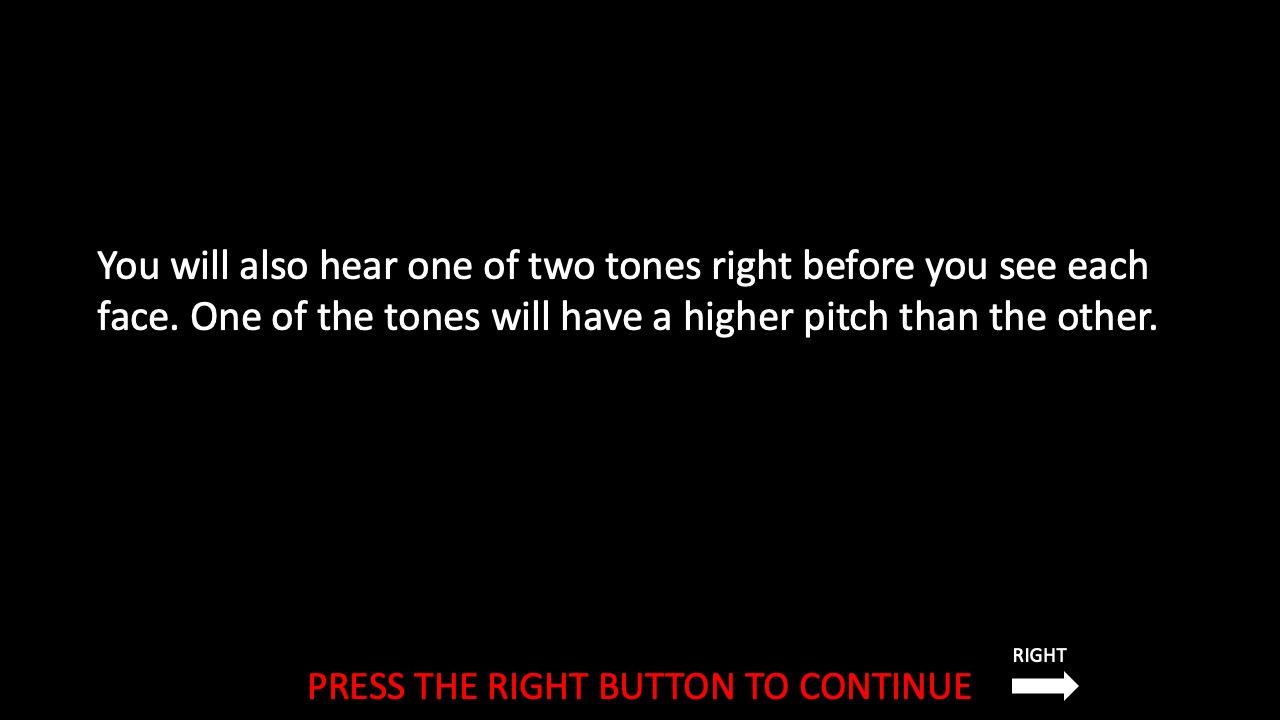 You will also hear one of two tones right before you see each
face. One of the tones will have a higher pitch than the other.
RIGHT
PRESS THE RIGHT BUTTON TO CONTINUE